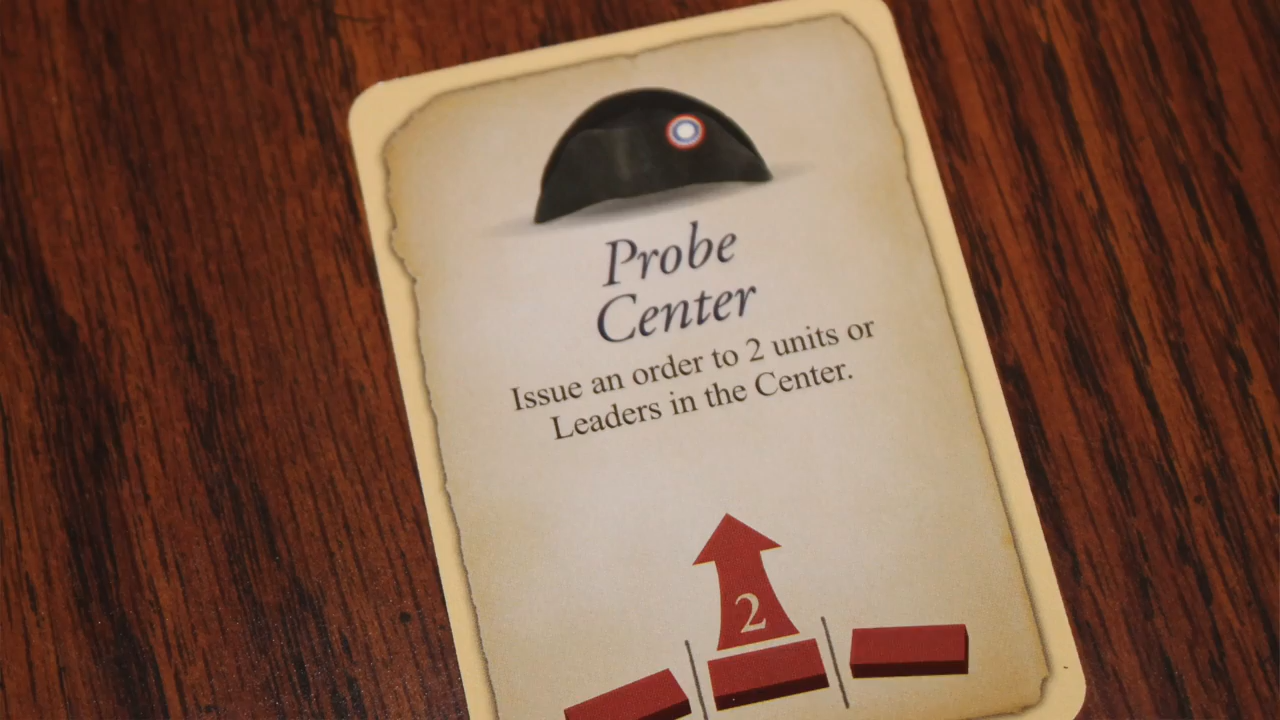 Probe
Center
Issue an order to 2 units or
Leaders in the Center.
2